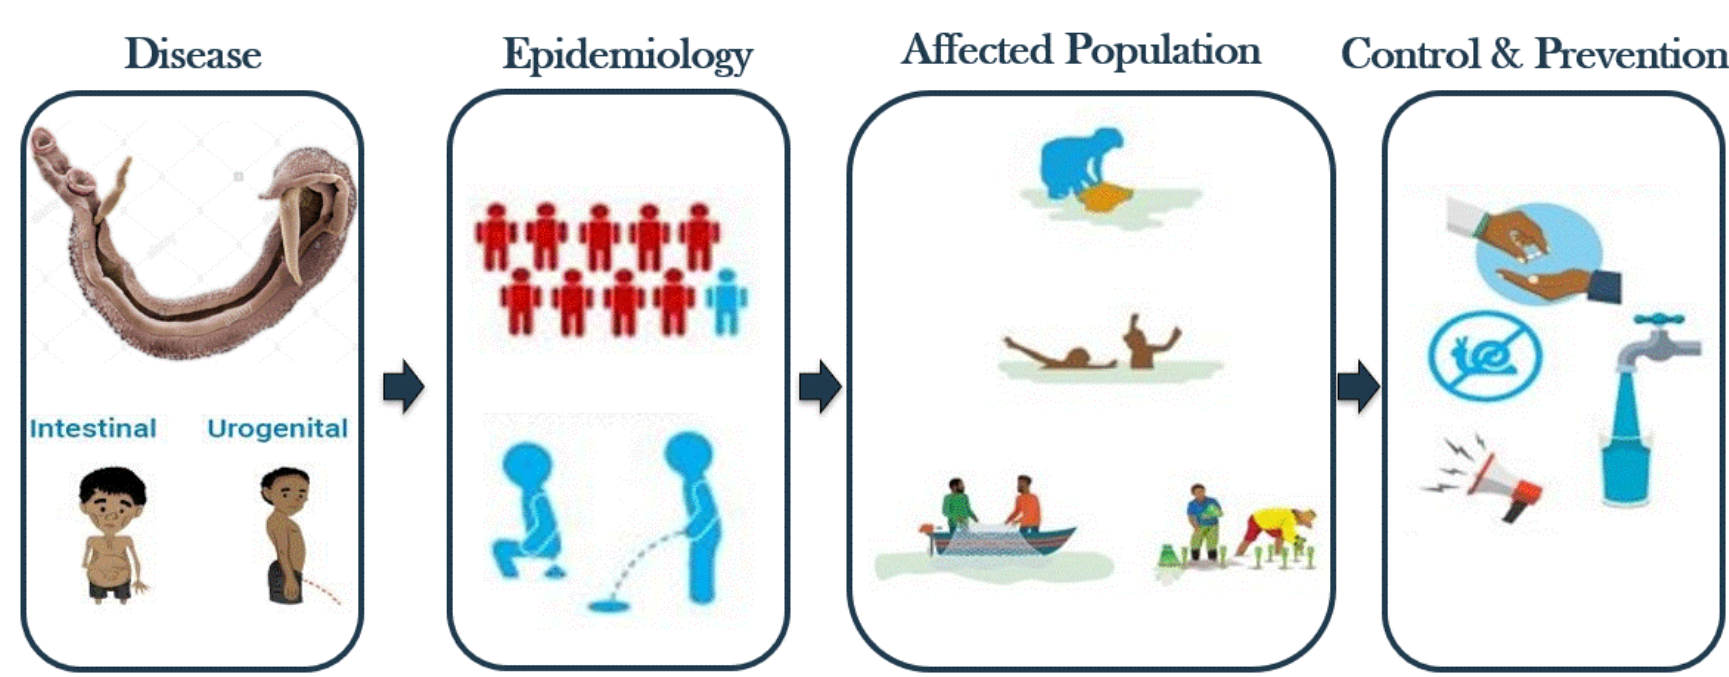 Disease
Epidemiology
Affected Population
Control & Prevention
Intestinal
Urogenital